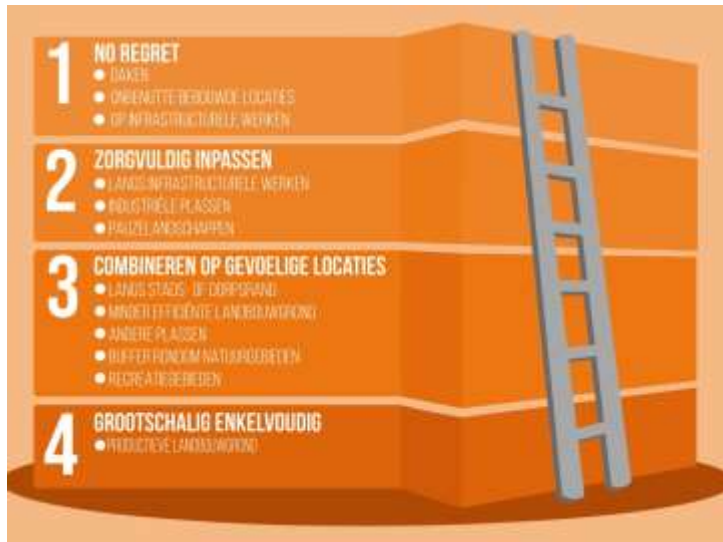 1
NO REGRET
● DAKEN
● ONBENUTTE BEBOUWDE LOCATIES
● OP INFRASTRUCTURELE WERKEN
2
ZORGVULDIG INPASSEN
● LANGS INFRASTRUCTURELE WERKEN
● INDUSTRIËLE PLASSEN
● PAUZELANDSCHAPPEN
3
COMBINEREN OP GEVOELIGE LOCATIES
● LANGS STADS- OF DORPSRAND
● MINDER EFFICIËNTE LANDBOUWGROND
● ANDERE PLASSEN
● BUFFER RONDOM NATUURGEBIEDEN
● RECREATIEGEBIEDEN
4
GROOTSCHALIG ENKELVOUDIG
● PRODUCTIEVE LANDBOUWGROND